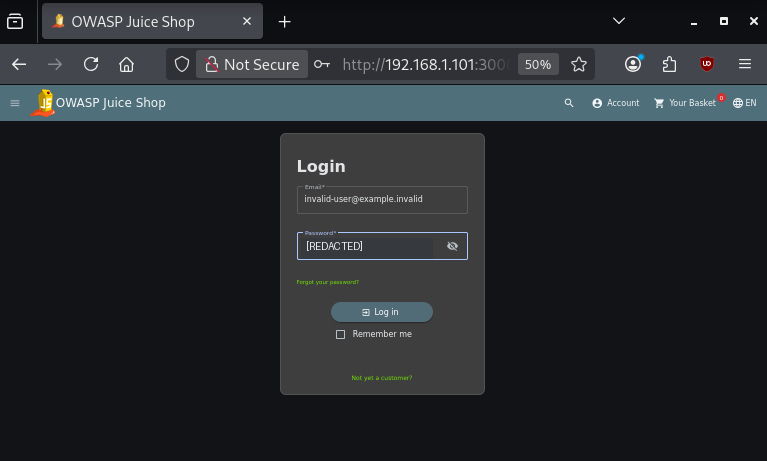 OWASP Juice Shop
Not Secure
http://192.168.1.101:300
50%
UD
OWASP Juice Shop
Account
Your Basket
0
EN
Login
Email*
invalid-user@example.invalid
Password*
[REDACTED]
Forgot your password?
Log in
Remember me
Not yet a customer?